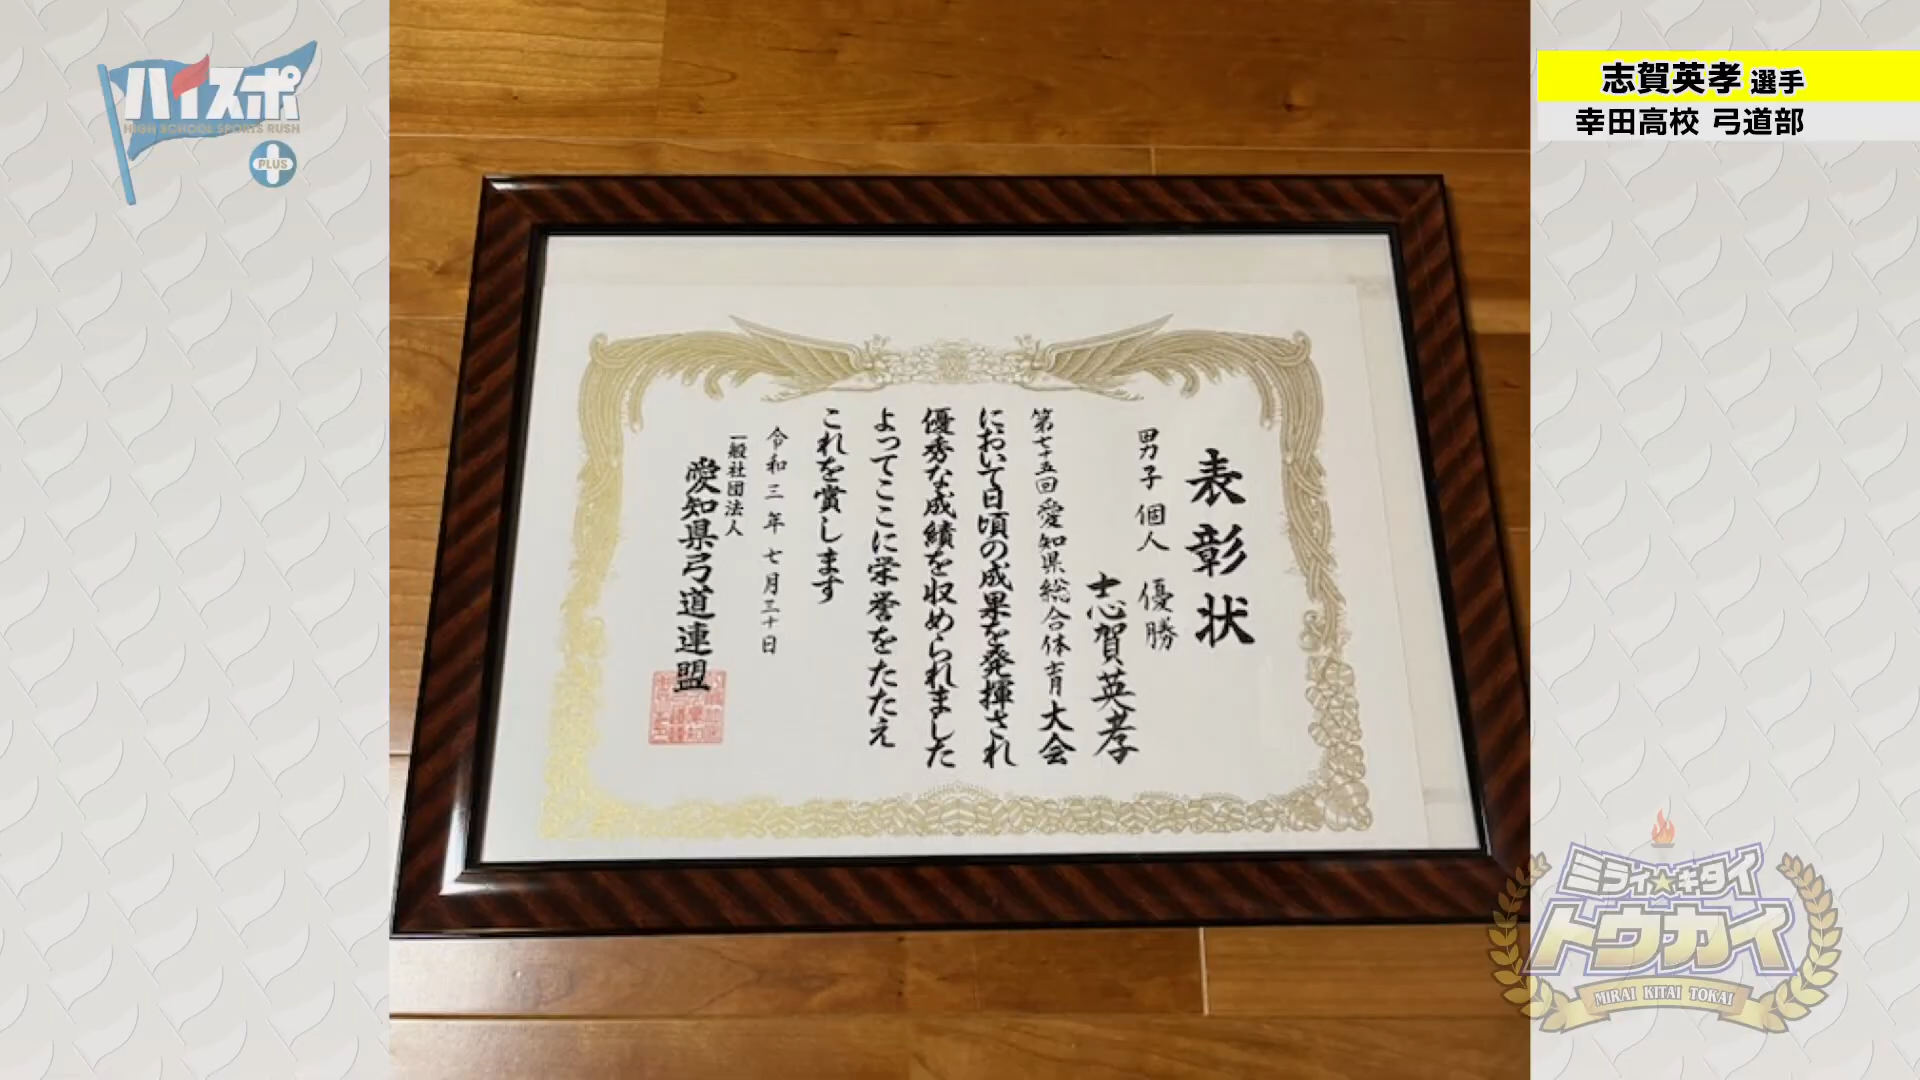 ハイスポ
HIGH SCHOOL SPORTS RUSH
PLUS
志賀英孝 選手
幸田高校 弓道部
表彰状
男子 個人 優勝
志賀英孝
第七十五回愛知県総合体育大会
において日頃の成果を発揮され
優秀な成績を収められました
よってここに栄誉をたたえ
これを賞します
令和三年七月三十日
一般社団法人
愛知県弓道連盟
ミライ☆キタイ
トウカイ
MIRAI KITAI TOKAI